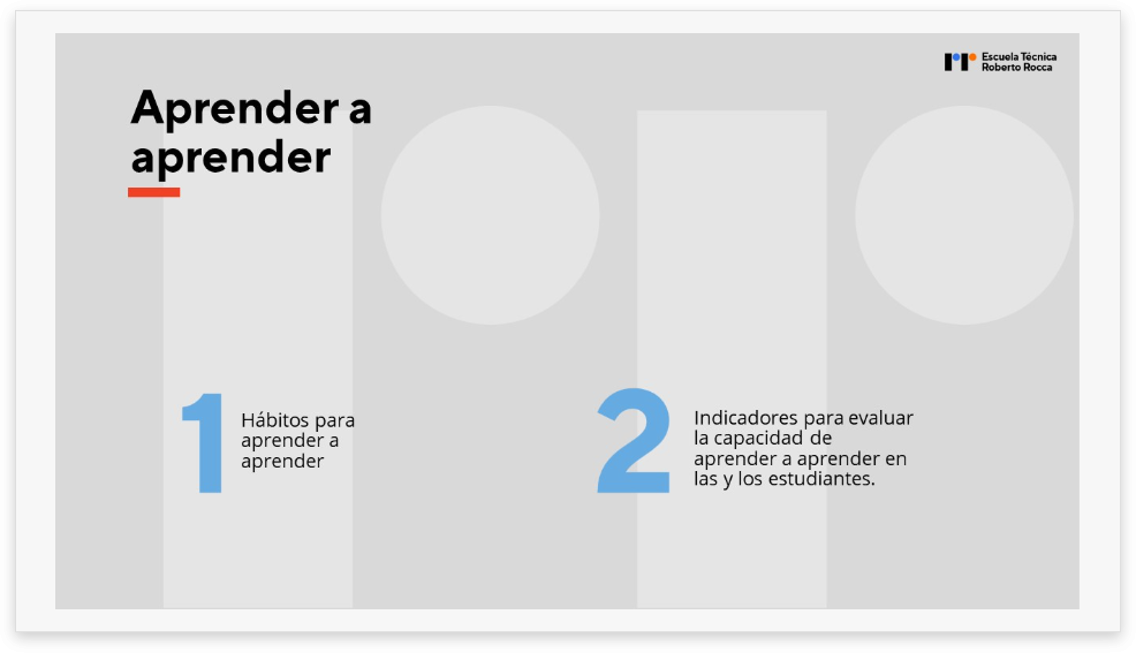 Escuela Técnica
Roberto Rocca
Aprender a
aprender
1
Hábitos para
aprender a
aprender
2
Indicadores para evaluar
la capacidad de
aprender a aprender en
las y los estudiantes.